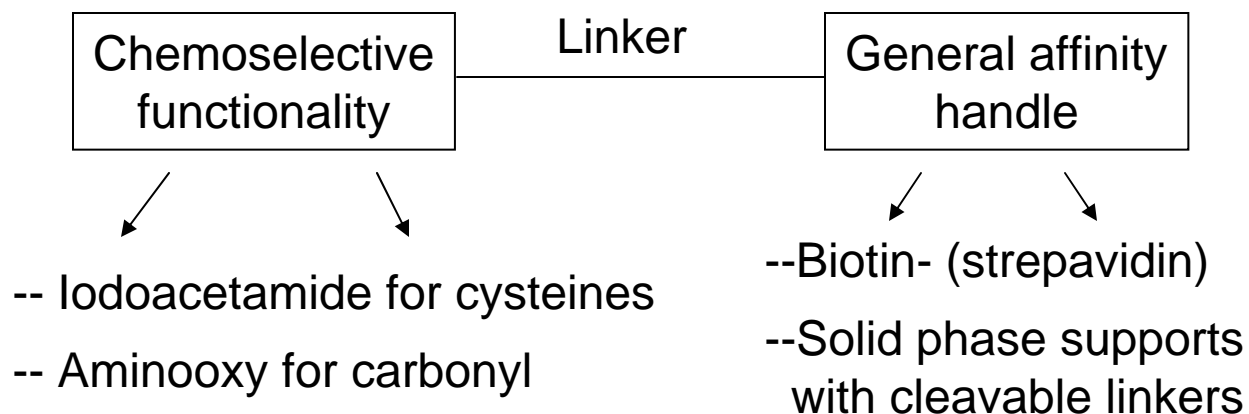 Chemoselective
functionality
Linker
General affinity
handle
-- Iodoacetamide for cysteines
-- Aminooxy for carbonyl
--Biotin- (strepavidin)
--Solid phase supports
with cleavable linkers